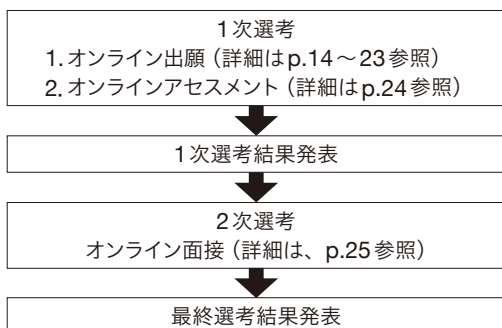 1次選考
1. オンライン出願（詳細はp.14～23参照）
2. オンラインアセスメント（詳細はp.24参照）
1次選考結果発表
2次選考
オンライン面接（詳細は、p.25参照）
最終選考結果発表